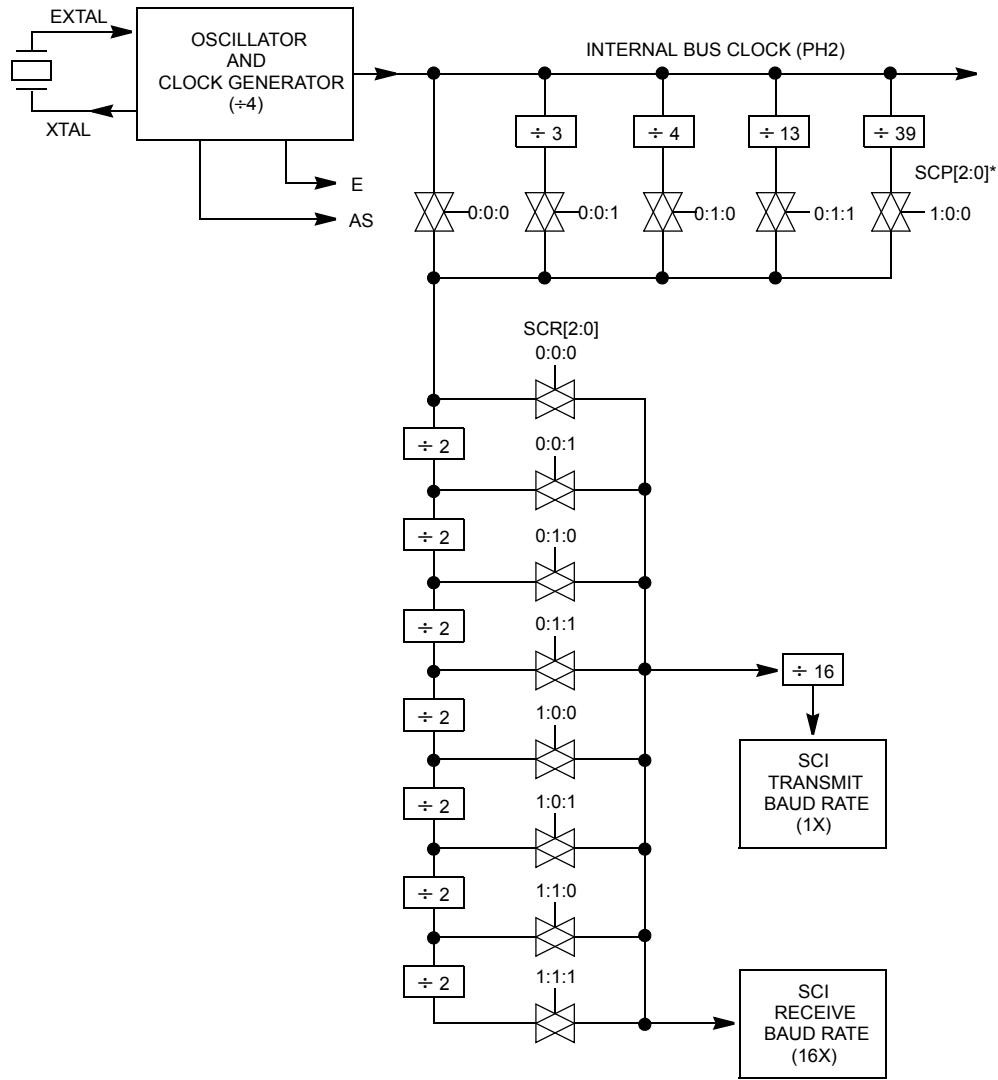 EXTAL
OSCILLATOR
AND
CLOCK GENERATOR
(÷4)
XTAL
E
AS
INTERNAL BUS CLOCK (PH2)
÷ 3
÷ 4
÷ 13
÷ 39
SCP[2:0]*
0:0:0
0:0:1
0:1:0
0:1:1
1:0:0
SCR[2:0]
0:0:0
÷ 2
0:0:1
÷ 2
0:1:0
÷ 2
0:1:1
÷ 16
÷ 2
1:0:0
SCI
TRANSMIT
BAUD RATE
(1X)
÷ 2
1:0:1
÷ 2
1:1:0
÷ 2
1:1:1
SCI
RECEIVE
BAUD RATE
(16X)